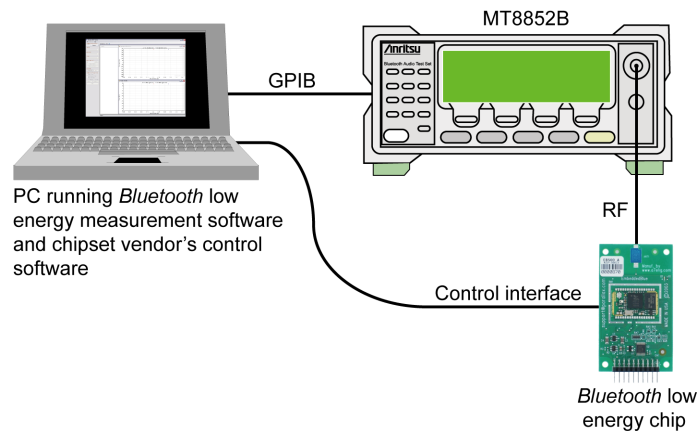 MT8852B
Anritsu
Bluetooth Audio Test Set
GPIB
PC running Bluetooth low
energy measurement software
and chipset vendor's control
software
RF
Control interface
Bluetooth low
energy chip